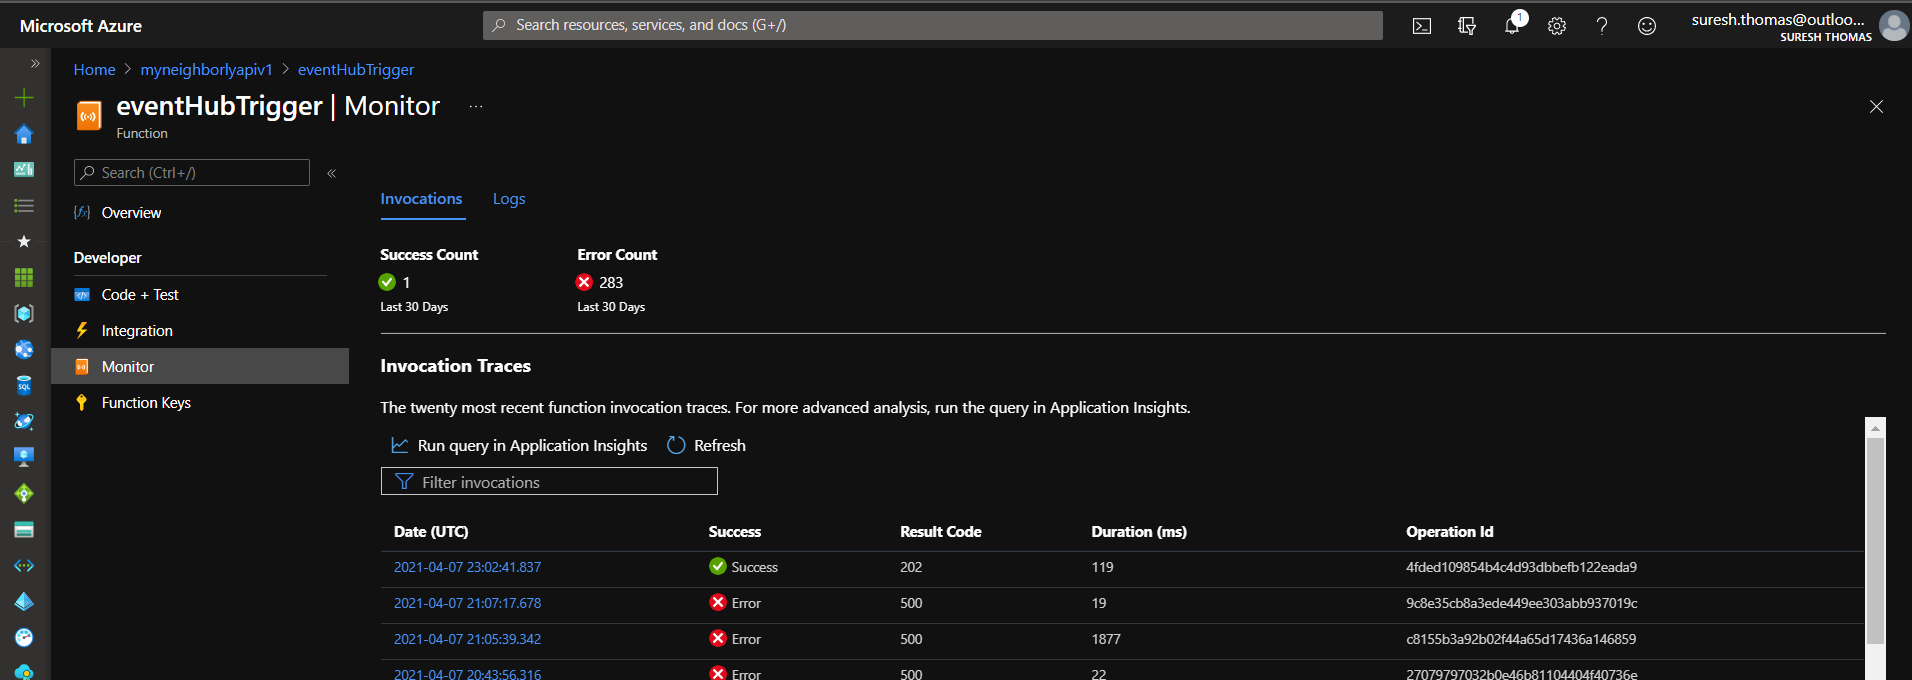 Microsoft Azure
Search resources, services, and docs (G+/)
1
suresh.thomas@outloo...
SURESH THOMAS
Home > myneighborlyapiv1 > eventHubTrigger
eventHubTrigger | Monitor ...
Function
Search (Ctrl+/)
Overview
Developer
Code + Test
Integration
Monitor
Function Keys
Invocations Logs
Success Count Error Count
1 283
Last 30 Days Last 30 Days
Invocation Traces
The twenty most recent function invocation traces. For more advanced analysis, run the query in Application Insights.
Run query in Application Insights Refresh
Filter invocations
Date (UTC) Success Result Code Duration (ms) Operation Id
2021-04-07 23:02:41.837 Success 202 119 4fded109854b4c4d93dbbefb122eada9
2021-04-07 21:07:17.678 Error 500 19 9c8e35cb8a3ede449ee303abb937019c
2021-04-07 21:05:39.342 Error 500 1877 c8155b3a92b02f44a65d17436a146859
2021-04-07 20:43:56.316 Error 500 22 27079797032b0e46b81104404f40736e